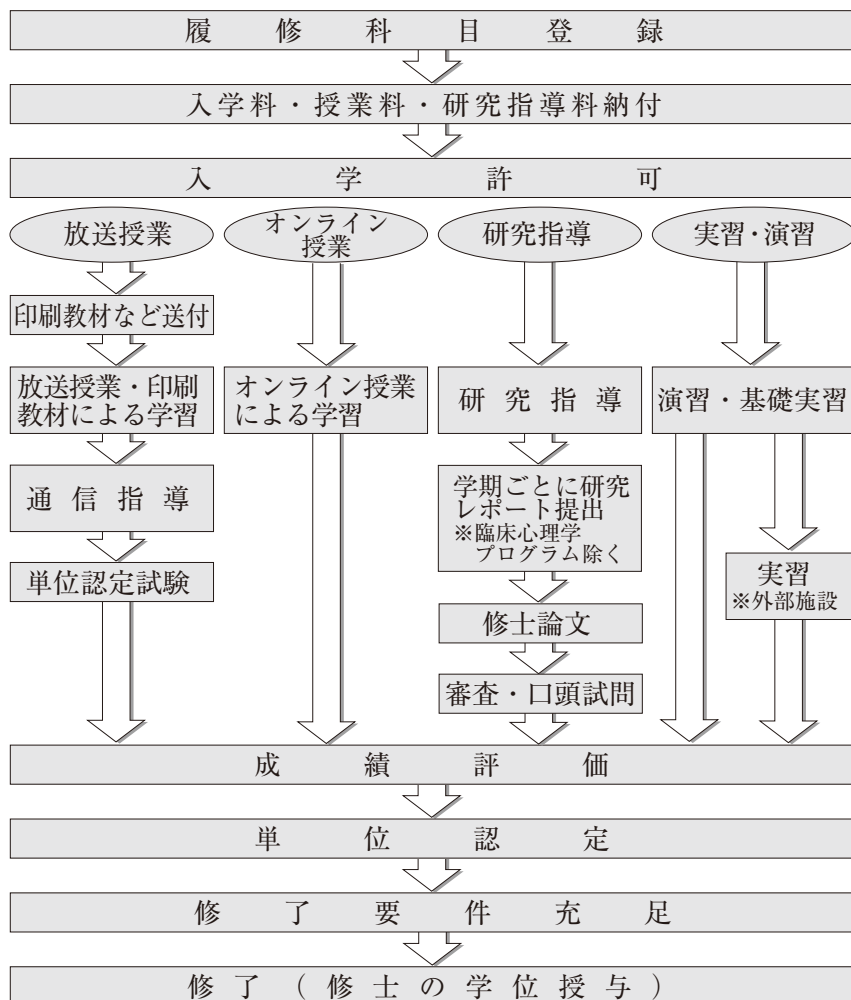 履修科目登録
入学料・授業料・研究指導料納付
入学許可
放送授業
オンライン
授業
研究指導
実習・演習
印刷教材など送付
放送授業・印刷
教材による学習
オンライン授業
による学習
研究指導
演習・基礎実習
通信指導
学期ごとに研究
レポート提出
※臨床心理学
プログラム除く
単位認定試験
実習
※外部施設
修士論文
審査・口頭試問
成績評価
単位認定
修了要件充足
修了(修士の学位授与)